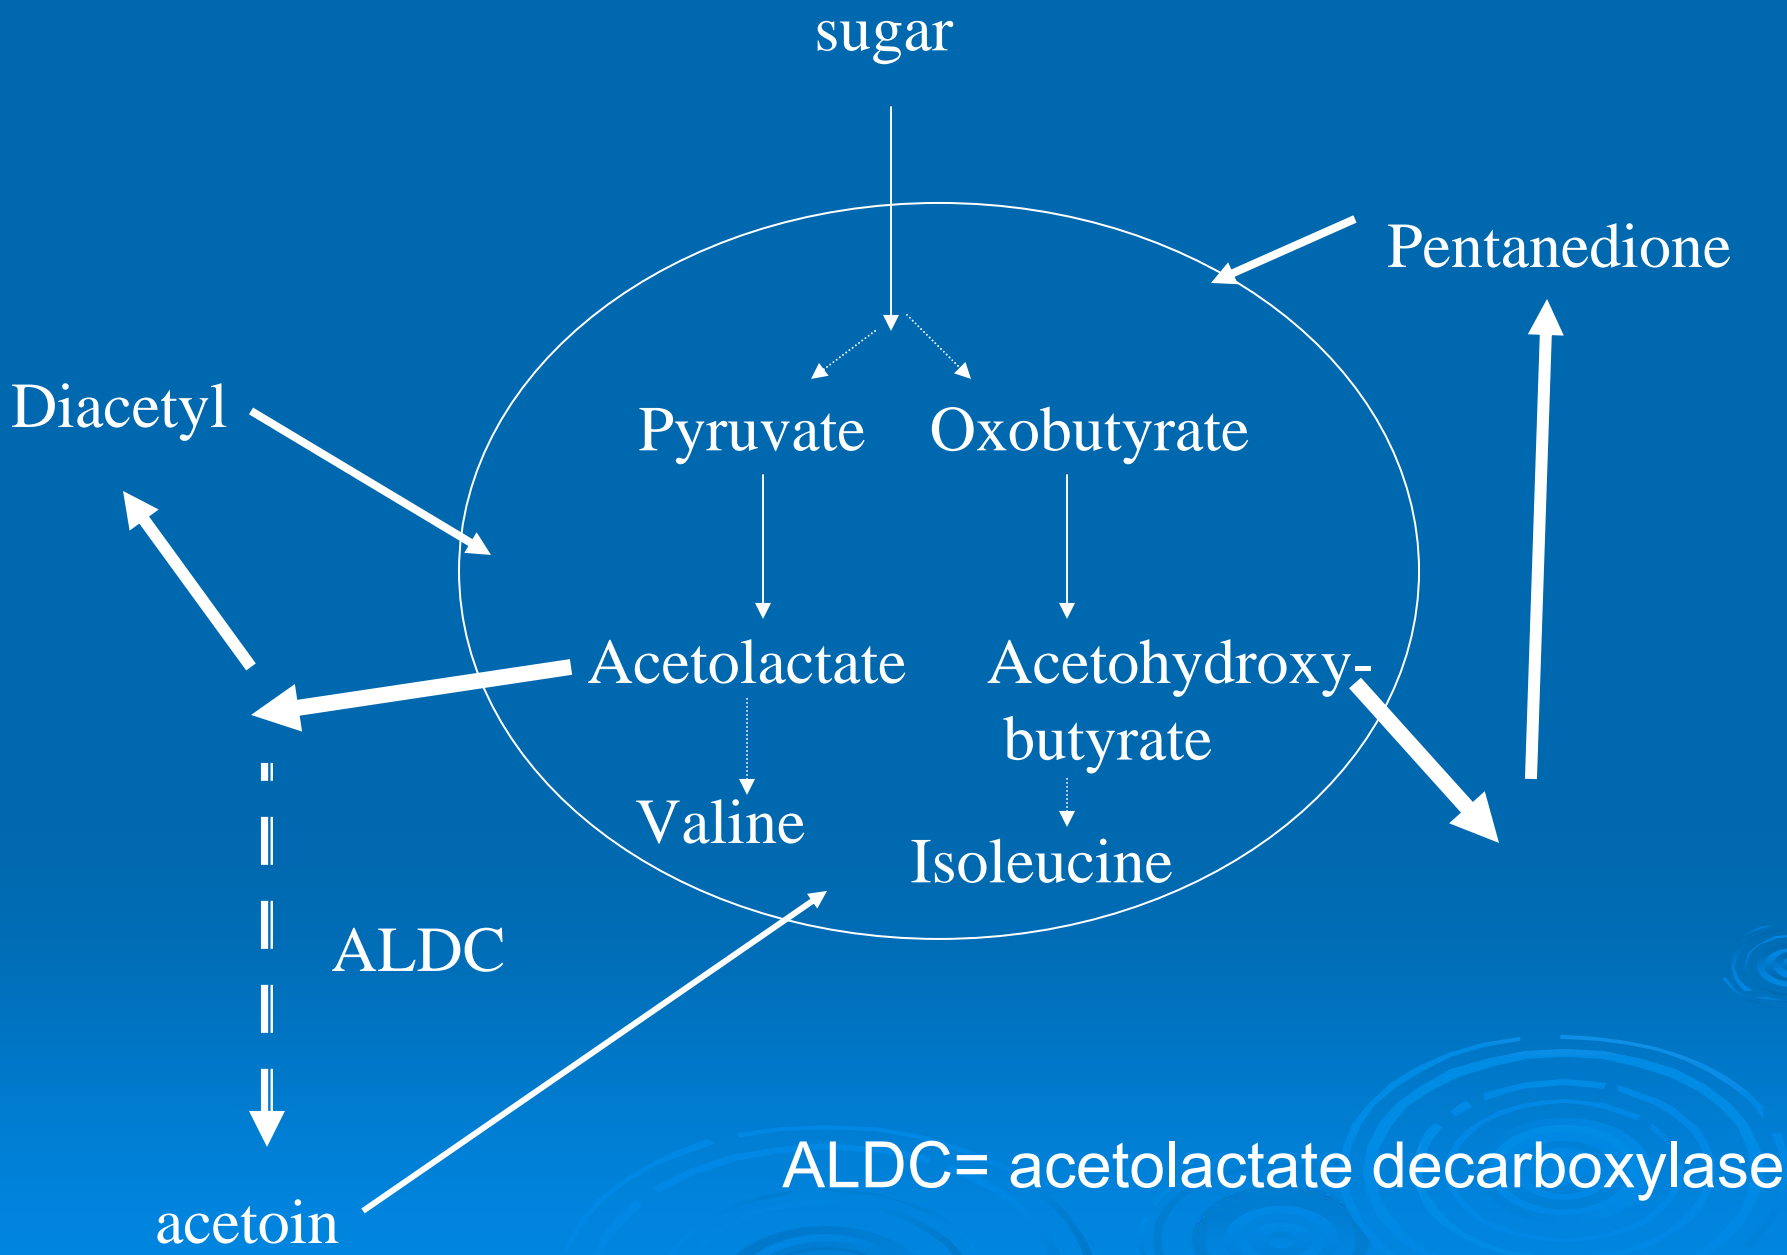 sugar
Pentanedione
Diacetyl
Pyruvate
Oxobutyrate
Acetolactate
Acetohydroxy-
butyrate
Valine
Isoleucine
ALDC
ALDC= acetolactate decarboxylase
acetoin